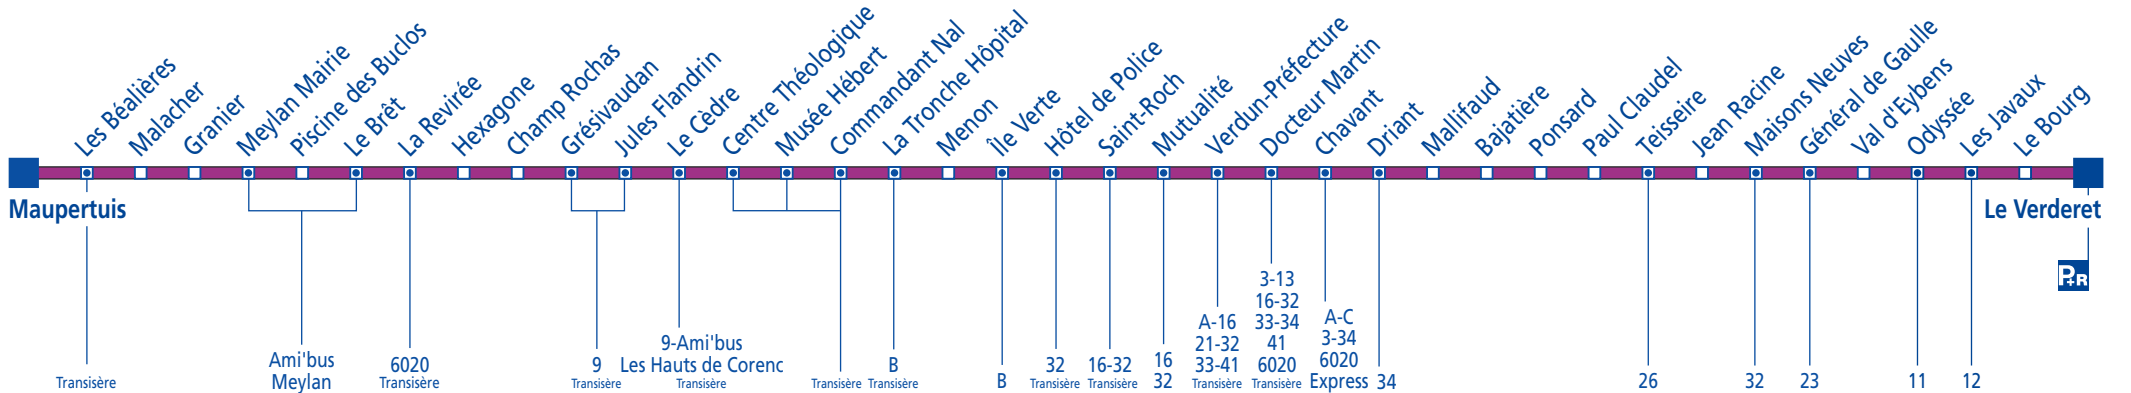 Les Béalières
Malacher
Granier
Meylan Mairie
Piscine des Buclos
Le Brêt
La Revirée
Hexagone
Champ Rochas
Grésivaudan
Jules Flandrin
Le Cèdre
Centre Théologique
Musée Hébert
Commandant Nal
La Tronche Hôpital
Menon
Île Verte
Hôtel de Police
Saint-Roch
Mutualité
Verdun-Préfecture
Docteur Martin
Chavant
Driant
Mallifaud
Bajatière
Ponsard
Paul Claudel
Teisseire
Jean Racine
Maisons Neuves
Général de Gaulle
Val d'Eybens
Odyssée
Les Javaux
Le Bourg
Maupertuis
Le Verderet
P+R
Transisère
Ami'bus
Meylan
6020
Transisère
9
Transisère
9-Ami'bus
Les Hauts de Corenc
Transisère
Transisère
B
Transisère
B
32
Transisère
16-32
Transisère
16
32
A-16
21-32
33-41
Transisère
3-13
16-32
33-34
41
6020
Transisère
A-C
3-34
6020
Express
34
26
32
23
11
12